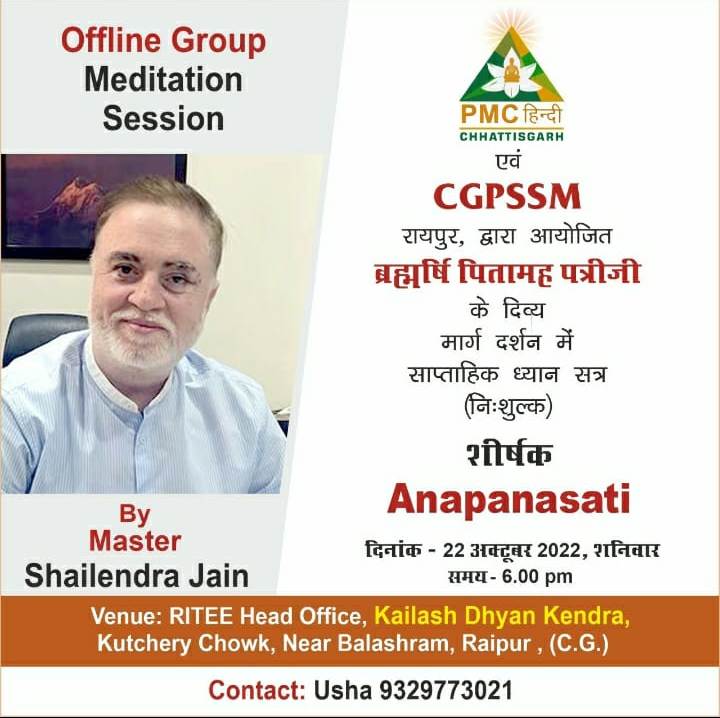 Offline Group
Meditation
Session
By
Master
Shailendra Jain
PMC हिन्दी
CHHATTISGARH
एवं
CGPSSM
रायपुर, द्वारा आयोजित
ब्रह्मर्षि पितामह पत्रीजी
के दिव्य
मार्ग दर्शन में
साप्ताहिक ध्यान सत्र
(निःशुल्क)
शीर्षक
Anapanasati
दिनांक - 22 अक्टूबर 2022, शनिवार
समय - 6.00 pm
Venue: RITEE Head Office, Kailash Dhyan Kendra,
Kutchery Chowk, Near Balashram, Raipur , (C.G.)
Contact: Usha 9329773021